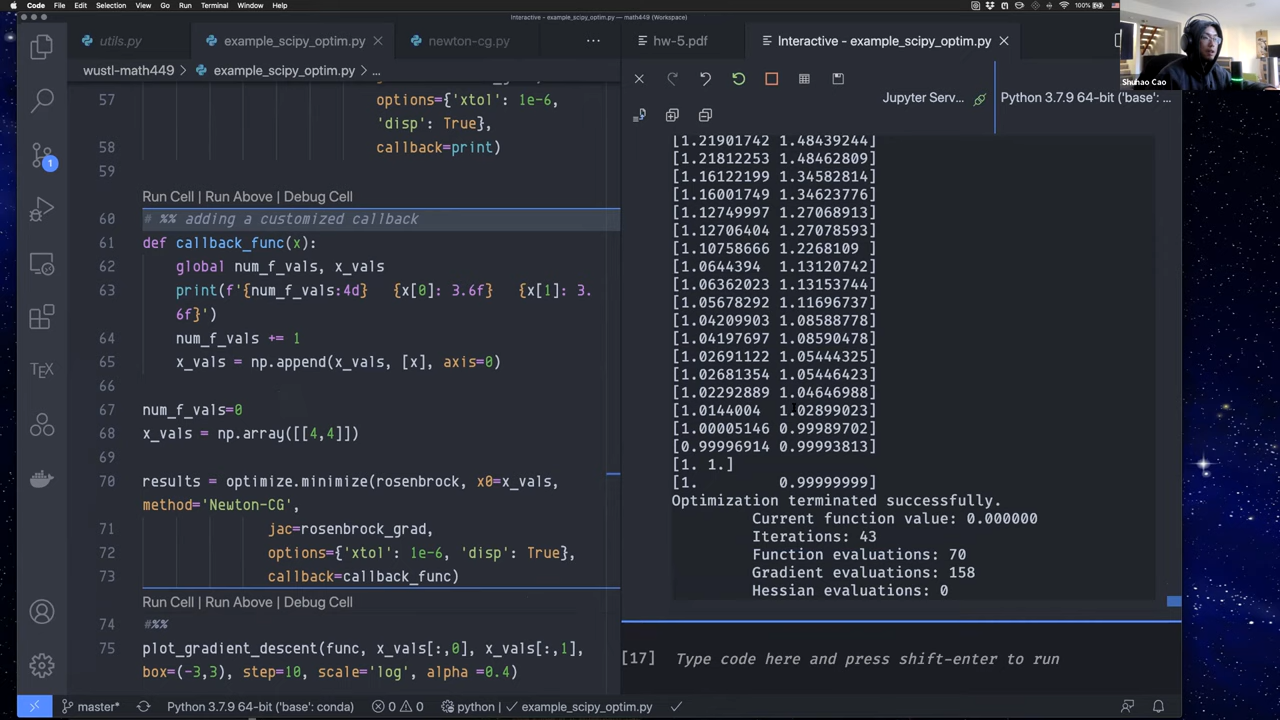 Code File Edit Selection View Go Run Terminal Window Help
100%
Interactive – example_scipy_optim.py — math449 (Workspace)
utils.py
example_scipy_optim.py
newton-cg.py
...
hw-5.pdf
Interactive - example_scipy_optim.py
Shuhao Cao
wustl-math449 > example_scipy_optim.py > ...
Jupyter Serv...
Python 3.7.9 64-bit ('base': ...
57
options={'xtol': 1e-6,
'disp': True},
58 callback=print)
59
Run Cell | Run Above | Debug Cell
60 # %% adding a customized callback
61 def callback_func(x):
62 global num_f_vals, x_vals
63 print(f'{num_f_vals:4d} {x[0]: 3.6f} {x[1]: 3.
6f}')
64 num_f_vals += 1
65 x_vals = np.append(x_vals, [x], axis=0)
66
67 num_f_vals=0
68 x_vals = np.array([[4,4]])
69
70 results = optimize.minimize(rosenbrock, x0=x_vals,
method='Newton-CG',
71 jac=rosenbrock_grad,
72 options={'xtol': 1e-6, 'disp': True},
73 callback=callback_func)
Run Cell | Run Above | Debug Cell
74 #%%
75 plot_gradient_descent(func, x_vals[:,0], x_vals[:,1],
box=(-3,3), step=10, scale='log', alpha =0.4)
[1.21901742 1.48439244]
[1.21812253 1.48462809]
[1.16122199 1.34582814]
[1.16001749 1.34623776]
[1.12749997 1.27068913]
[1.12706404 1.27078593]
[1.10758666 1.2268109 ]
[1.0644394 1.13120742]
[1.06362023 1.13153744]
[1.05678292 1.11696737]
[1.04209903 1.08588778]
[1.04197697 1.08590478]
[1.02691122 1.05444325]
[1.02681354 1.05446423]
[1.02292889 1.04646988]
[1.0144004 1.02899023]
[1.00005146 0.99989702]
[0.99996914 0.99993813]
[1. 1.]
[1. 0.99999999]
Optimization terminated successfully.
Current function value: 0.000000
Iterations: 43
Function evaluations: 70
Gradient evaluations: 158
Hessian evaluations: 0
[17] Type code here and press shift-enter to run
1
TEX
master* Python 3.7.9 64-bit ('base': conda) 0 0 python | ✓ example_scipy_optim.py ✓